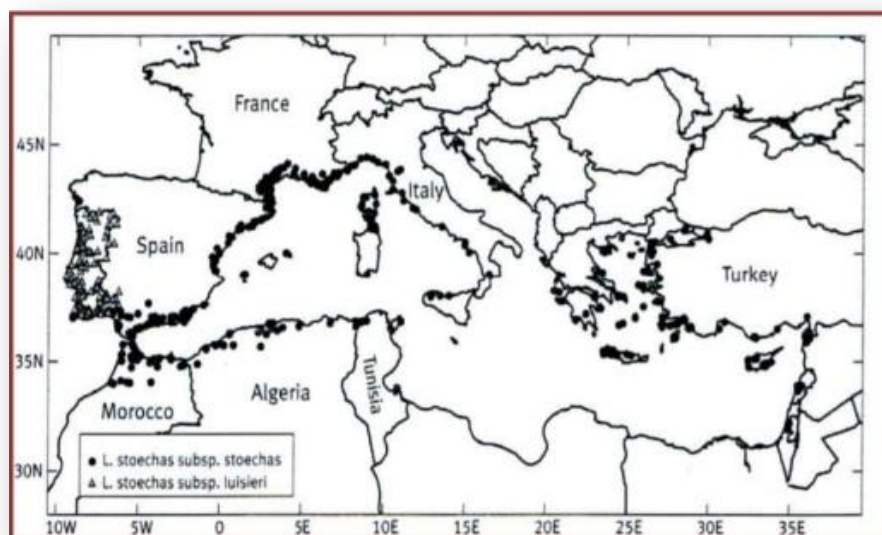 France
45N
Italy
Spain
40N
Turkey
35N
Algeria
Tunisia
Morocco
● L. stoechas subsp. stoechas
△ L. stoechas subsp. luisieri
30N
10W 5W 0 5E 10E 15E 20E 25E 30E 35E